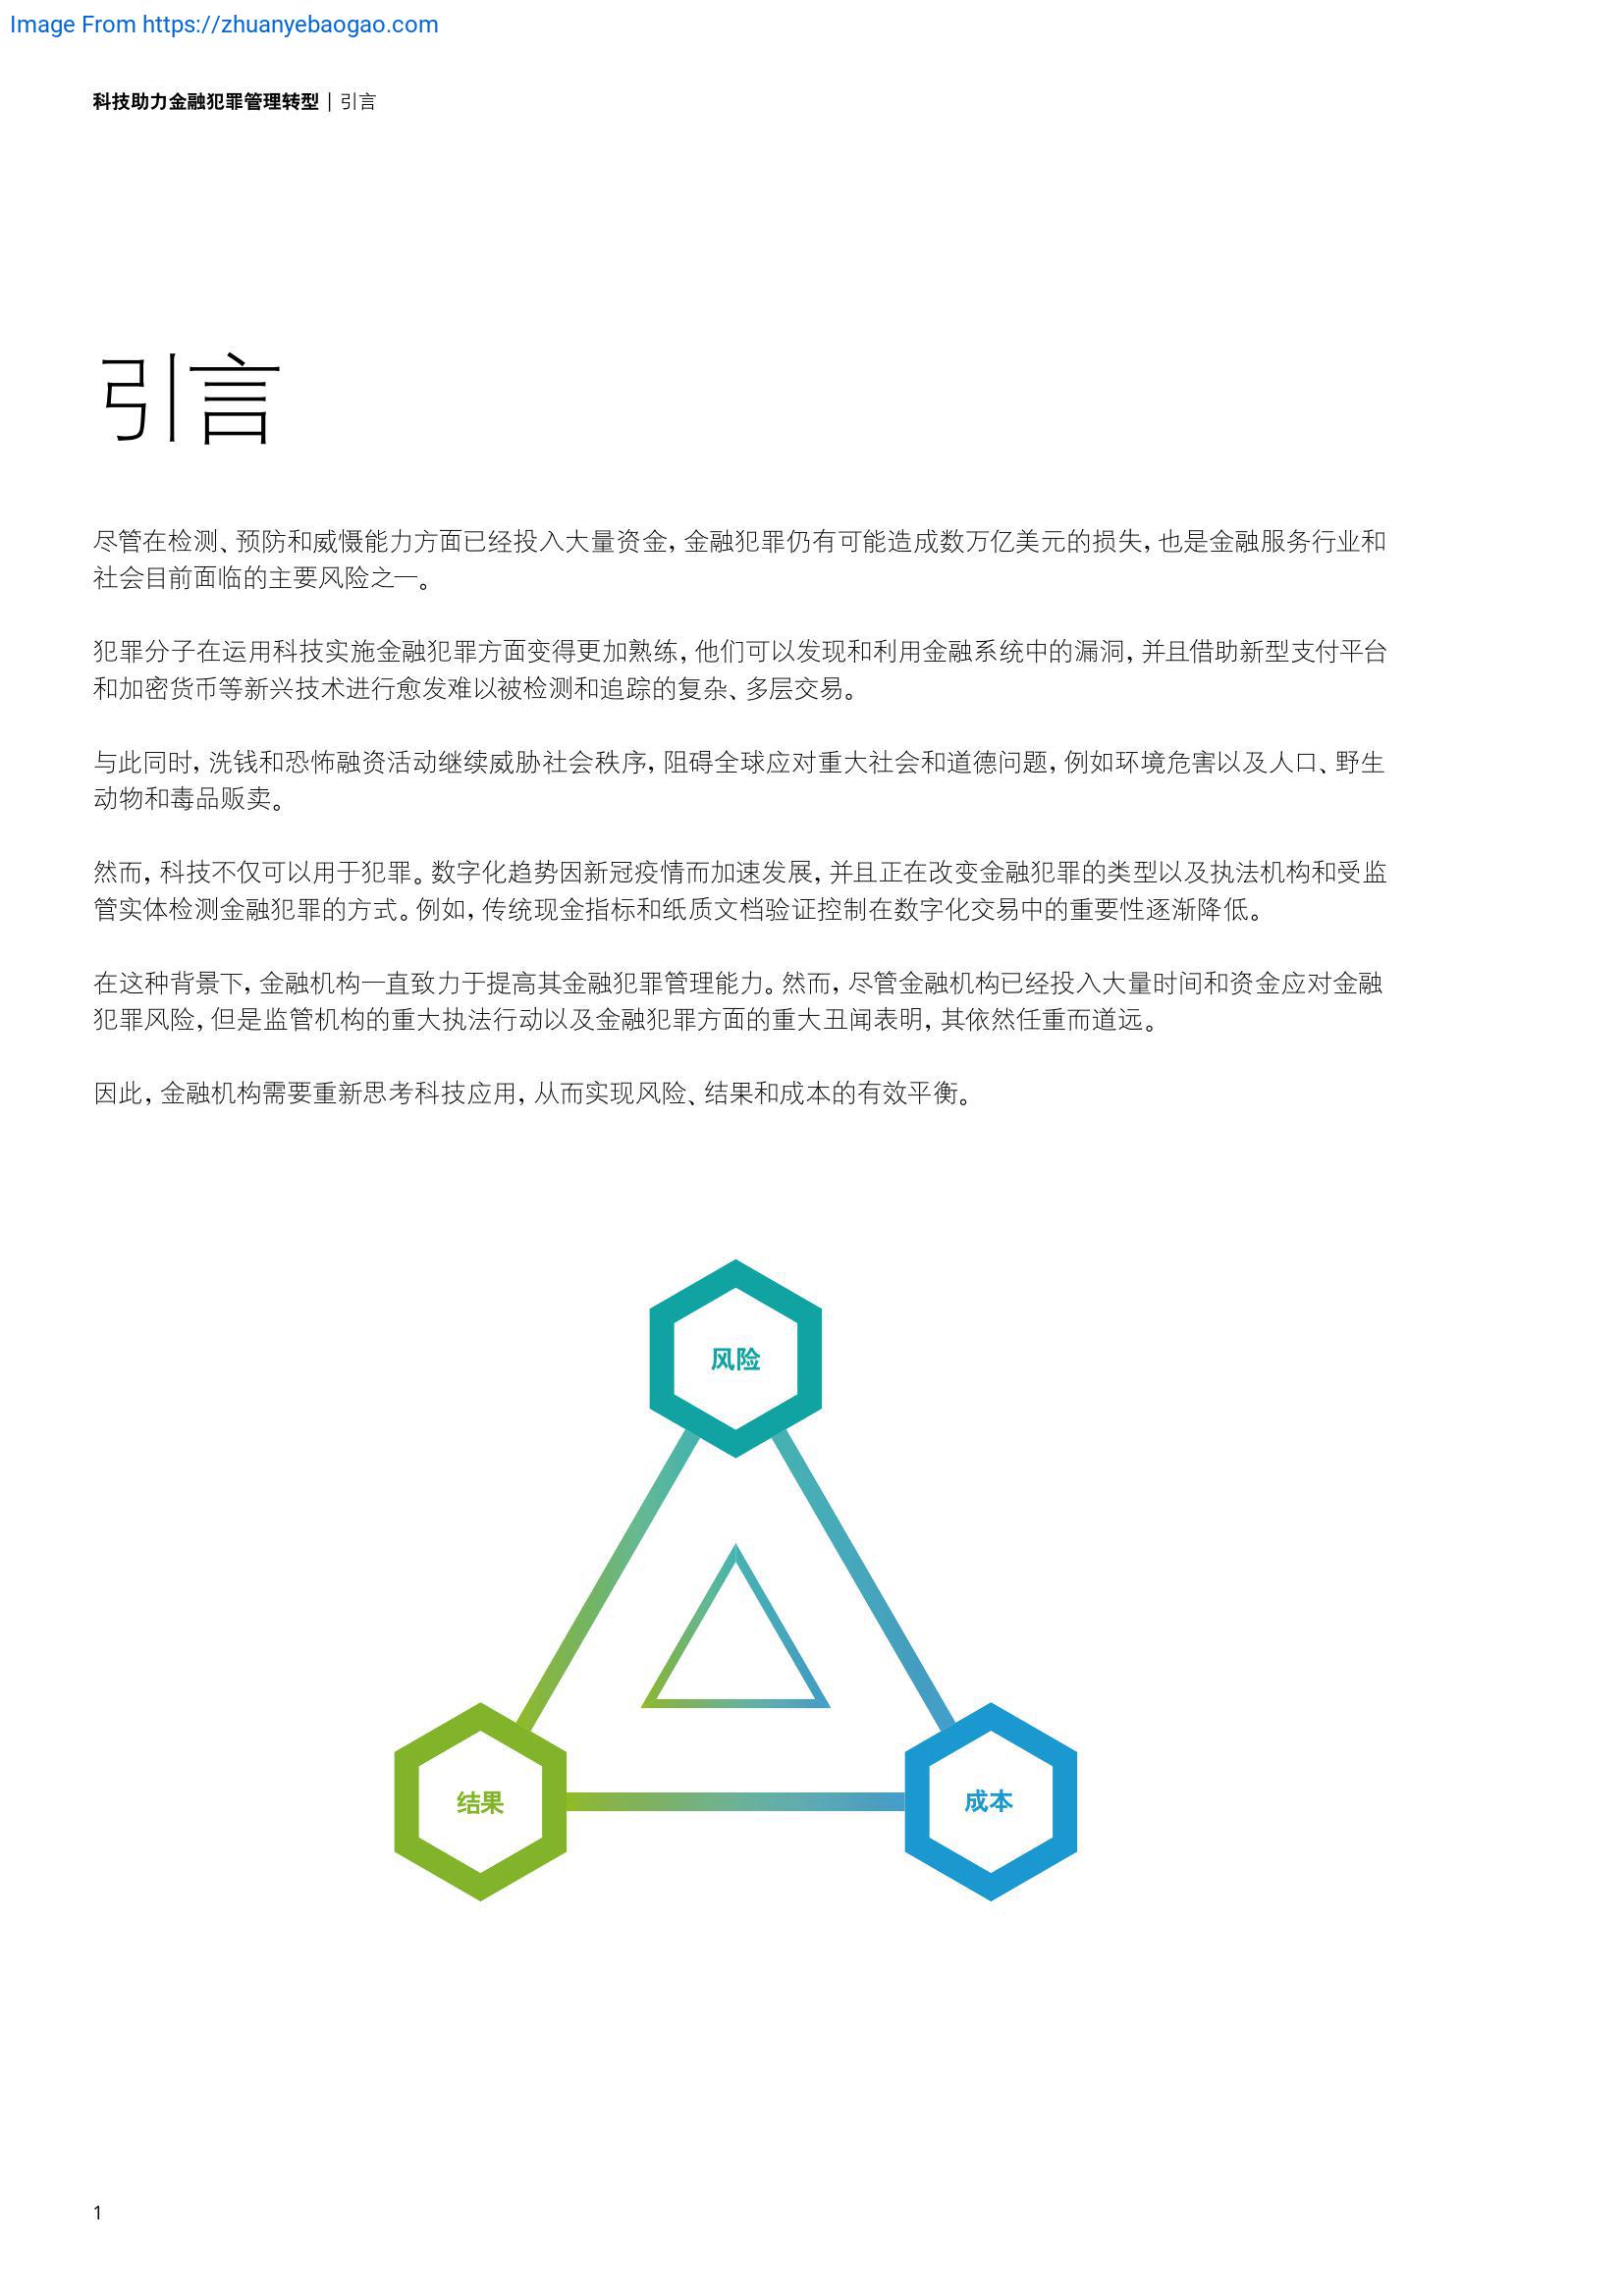 Image From https://zhuanyebaogao.com
科技助力金融犯罪管理转型 | 引言
引言
尽管在检测、预防和威慑能力方面已经投入大量资金，金融犯罪仍有可能造成数万亿美元的损失，也是金融服务行业和
社会目前面临的主要风险之一。
犯罪分子在运用科技实施金融犯罪方面变得更加熟练，他们可以发现和利用金融系统中的漏洞，并且借助新型支付平台
和加密货币等新兴技术进行愈发难以被检测和追踪的复杂、多层交易。
与此同时，洗钱和恐怖融资活动继续威胁社会秩序，阻碍全球应对重大社会和道德问题，例如环境危害以及人口、野生
动物和毒品贩卖。
然而，科技不仅可以用于犯罪。数字化趋势因新冠疫情而加速发展，并且正在改变金融犯罪的类型以及执法机构和受监
管实体检测金融犯罪的方式。例如，传统现金指标和纸质文档验证控制在数字化交易中的重要性逐渐降低。
在这种背景下，金融机构一直致力于提高其金融犯罪管理能力。然而，尽管金融机构已经投入大量时间和资金应对金融
犯罪风险，但是监管机构的重大执法行动以及金融犯罪方面的重大丑闻表明，其依然任重而道远。
因此，金融机构需要重新思考科技应用，从而实现风险、结果和成本的有效平衡。
风险
结果
成本
1